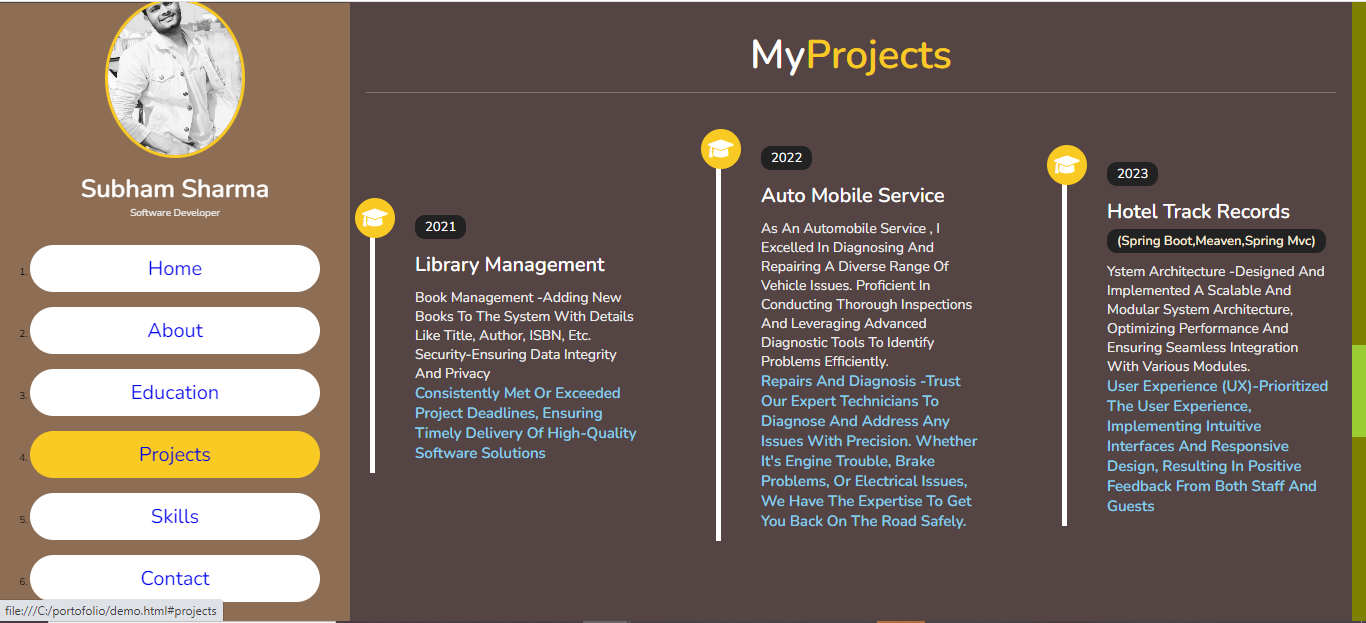 Subham Sharma
Software Developer
1. Home
2. About
3. Education
4. Projects
5. Skills
6. Contact
file:///C:/portofolio/demo.html#projects
MyProjects
2021
Library Management
Book Management -Adding New
Books To The System With Details
Like Title, Author, ISBN, Etc.
Security-Ensuring Data Integrity
And Privacy
Consistently Met Or Exceeded
Project Deadlines, Ensuring
Timely Delivery Of High-Quality
Software Solutions
2022
Auto Mobile Service
As An Automobile Service , I
Excelled In Diagnosing And
Repairing A Diverse Range Of
Vehicle Issues. Proficient In
Conducting Thorough Inspections
And Leveraging Advanced
Diagnostic Tools To Identify
Problems Efficiently.
Repairs And Diagnosis -Trust
Our Expert Technicians To
Diagnose And Address Any
Issues With Precision. Whether
It's Engine Trouble, Brake
Problems, Or Electrical Issues,
We Have The Expertise To Get
You Back On The Road Safely.
2023
Hotel Track Records
(Spring Boot,Meaven,Spring Mvc)
Ystem Architecture -Designed And
Implemented A Scalable And
Modular System Architecture,
Optimizing Performance And
Ensuring Seamless Integration
With Various Modules.
User Experience (UX)-Prioritized
The User Experience,
Implementing Intuitive
Interfaces And Responsive
Design, Resulting In Positive
Feedback From Both Staff And
Guests